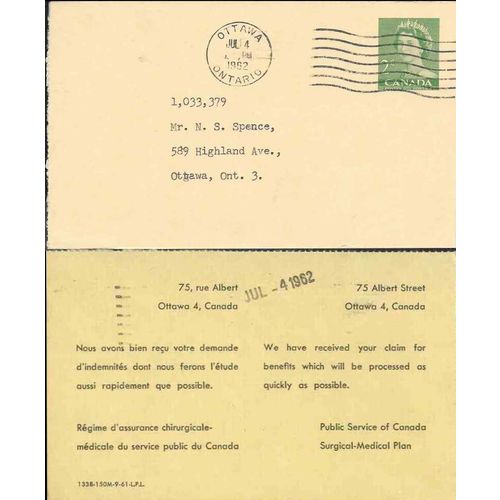 OTTAWA
JUL 4
PM
1962
ONTARIO
2
CANADA
1,033,379
Mr. N. S. Spence,
589 Highland Ave.,
Ottawa, Ont. 3.
75, rue Albert
Ottawa 4, Canada
JUL -4 1962
75 Albert Street
Ottawa 4, Canada
Nous avons bien reçu votre demande
d'indemnités dont nous ferons l'étude
aussi rapidement que possible.
We have received your claim for
benefits which will be processed as
quickly as possible.
Régime d'assurance chirurgicale-
médicale du service public du Canada
Public Service of Canada
Surgical-Medical Plan
133B-150M-9-61-L.P.L.